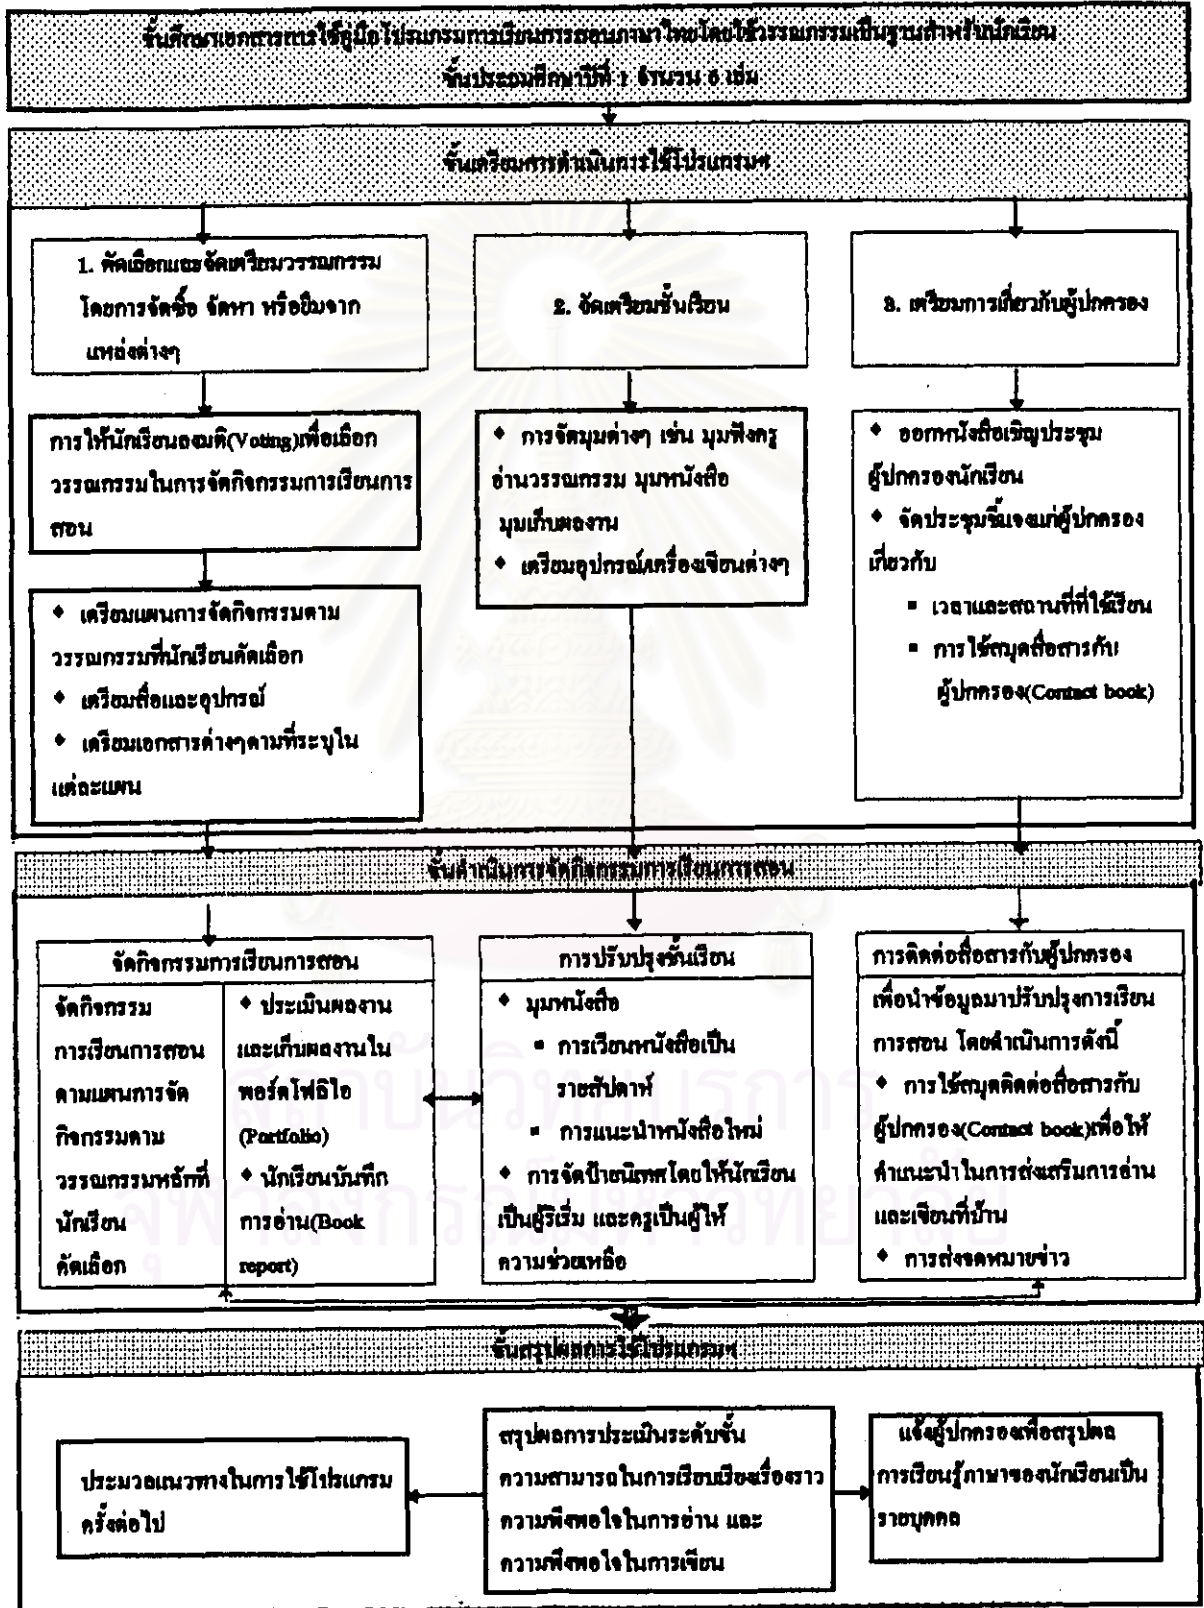 ขั้นศึกษาเอกสารการใช้คู่มือโปรแกรมการเรียนการสอนภาษาไทยโดยใช้วรรณกรรมเป็นฐานสำหรับนักเรียน
ชั้นประถมศึกษาปีที่ 1 จำนวน 6 เล่ม
ขั้นเตรียมการดำเนินการใช้โปรแกรมฯ
1. คัดเลือกและจัดเตรียมวรรณกรรม
โดยการจัดซื้อ จัดหา หรือยืมจาก
แหล่งต่างๆ
การให้นักเรียนลงมติ(Voting)เพื่อเลือก
วรรณกรรมในการจัดกิจกรรมการเรียนการ
สอน
♦ เตรียมแผนการจัดกิจกรรมตาม
วรรณกรรมที่นักเรียนคัดเลือก
♦ เตรียมสื่อและอุปกรณ์
♦ เตรียมเอกสารต่างๆตามที่ระบุใน
แต่ละแผน
2. จัดเตรียมชั้นเรียน
♦ การจัดมุมต่างๆ เช่น มุมฟังครู
อ่านวรรณกรรม มุมหนังสือ
มุมเก็บผลงาน
♦ เตรียมอุปกรณ์/เครื่องเขียนต่างๆ
3. เตรียมการเกี่ยวกับผู้ปกครอง
♦ ออกหนังสือเชิญประชุม
ผู้ปกครองนักเรียน
♦ จัดประชุมชี้แจงแก่ผู้ปกครอง
เกี่ยวกับ
▪ เวลาและสถานที่ที่ใช้เรียน
▪ การใช้สมุดสื่อสารกับ
ผู้ปกครอง(Contact book)
ขั้นดำเนินการจัดกิจกรรมการเรียนการสอน
จัดกิจกรรมการเรียนการสอน
จัดกิจกรรม
การเรียนการสอน
ตามแผนการจัด
กิจกรรมตาม
วรรณกรรมหลักที่
นักเรียน
คัดเลือก
♦ ประเมินผลงาน
และเก็บผลงานใน
พอร์ตโฟลิโอ
(Portfolio)
♦ นักเรียนบันทึก
การอ่าน(Book
report)
การปรับปรุงชั้นเรียน
♦ มุมหนังสือ
▪ การเวียนหนังสือเป็น
รายสัปดาห์
▪ การแนะนำหนังสือใหม่
♦ การจัดป้ายนิเทศโดยให้นักเรียน
เป็นผู้ริเริ่ม และครูเป็นผู้ให้
ความช่วยเหลือ
การติดต่อสื่อสารกับผู้ปกครอง
เพื่อนำข้อมูลมาปรับปรุงการเรียน
การสอน โดยดำเนินการดังนี้
♦ การใช้สมุดติดต่อสื่อสารกับ
ผู้ปกครอง(Contact book)เพื่อให้
คำแนะนำในการส่งเสริมการอ่าน
และเขียนที่บ้าน
♦ การส่งจดหมายข่าว
สถาบันวิทยบริการ
จุฬาลงกรณ์มหาวิทยาลัย
ขั้นสรุปผลการใช้โปรแกรมฯ
ประมวลแนวทางในการใช้โปรแกรม
ครั้งต่อไป
สรุปผลการประเมินระดับชั้น
ความสามารถในการเรียบเรียงเรื่องราว
ความพึงพอใจในการอ่าน และ
ความพึงพอใจในการเขียน
แจ้งผู้ปกครองเพื่อสรุปผล
การเรียนรู้ภาษาของนักเรียนเป็น
รายบุคคล